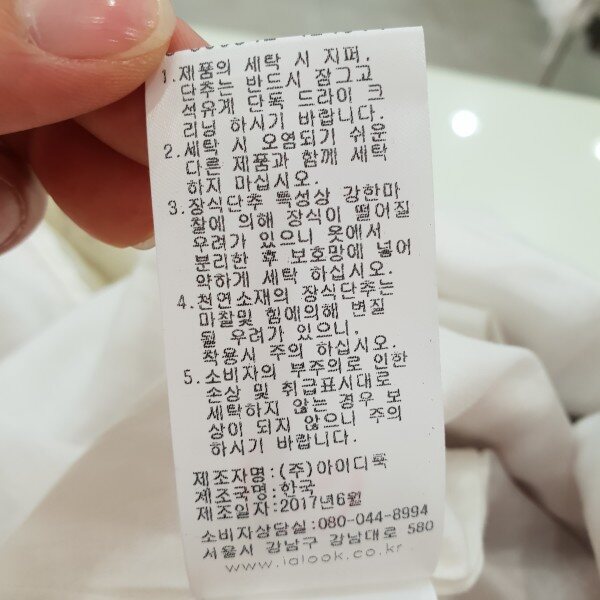 1.제품의 세탁 시 지퍼,
단추는 반드시 잠그고
석유계 단독 드라이 크
리닝 하시기 바랍니다.
2.세탁 시 오염되기 쉬운
다른 제품과 함께 세탁
하지 마십시오.
3.장식단추 특성상 강한마
찰에 의해 장식이 떨어질
우려가 있으니 옷에서
분리한 후 보호망에 넣어
약하게 세탁 하십시오.
4.천연소재의 장식단추는
마찰및 힘에의해 변질
될 우려가 있으니.
착용시 주의 하십시오.
5.소비자의 부주의로 인한
손상 및 취급표시대로
세탁하지 않는 경우 보
상이 되지 않으니 주의
하시기 바랍니다.
제조자명:(주)아이디룩
제조국명:한국
제조일자:2017년6월
소비자상담실:080-044-8994
서울시 강남구 강남대로 580
www.idlook.co.kr